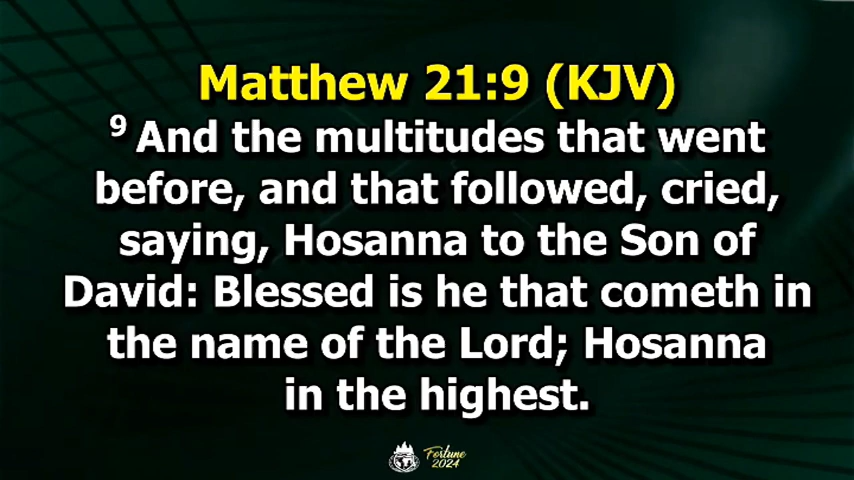 Matthew 21:9 (KJV)
9 And the multitudes that went
before, and that followed, cried,
saying, Hosanna to the Son of
David: Blessed is he that cometh in
the name of the Lord; Hosanna
in the highest.
Fortune
2024